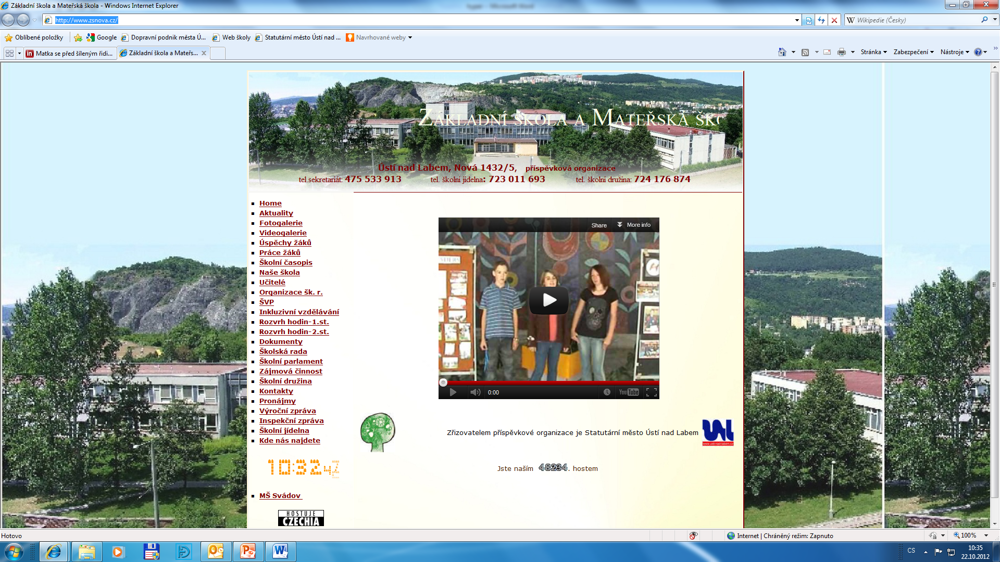 Základní škola a Mateřská škola - Windows Internet Explorer
http://www.zsnova.cz/
Wikipedie (Česky)
Oblíbené položky
Google
Dopravní podnik města Ú...
Web školy
Statutární město Ústí nad ...
Navrhované weby
Matka se před šíleným řidi...
Základní škola a Mateřs...
Stránka
Zabezpečení
Nástroje
Základní škola a Mateřská ško
Ústí nad Labem, Nová 1432/5, příspěvková organizace
tel.sekretariát: 475 533 913 tel. školní jídelna: 723 011 693 tel. školní družina: 724 176 874
Home
Aktuality
Fotogalerie
Videogalerie
Úspěchy žáků
Práce žáků
Školní časopis
Naše škola
Učitelé
Organizace šk. r.
ŠVP
Inkluzivní vzdělávání
Rozvrh hodin-1.st.
Rozvrh hodin-2.st.
Dokumenty
Školská rada
Školní parlament
Zájmová činnost
Školní družina
Kontakty
Pronájmy
Výroční zpráva
Inspekční zpráva
Školní jídelna
Kde nás najdete
10:32
MŠ Svádov
HOSTUJE
CZECHIA
Share
More info
0:00
YouTube
Zřizovatelem příspěvkové organizace je Statutární město Ústí nad Labem
Jste naším 48234. hostem
Hotovo
Internet | Chráněný režim: Zapnuto
100%
CS
10:35
22.10.2012